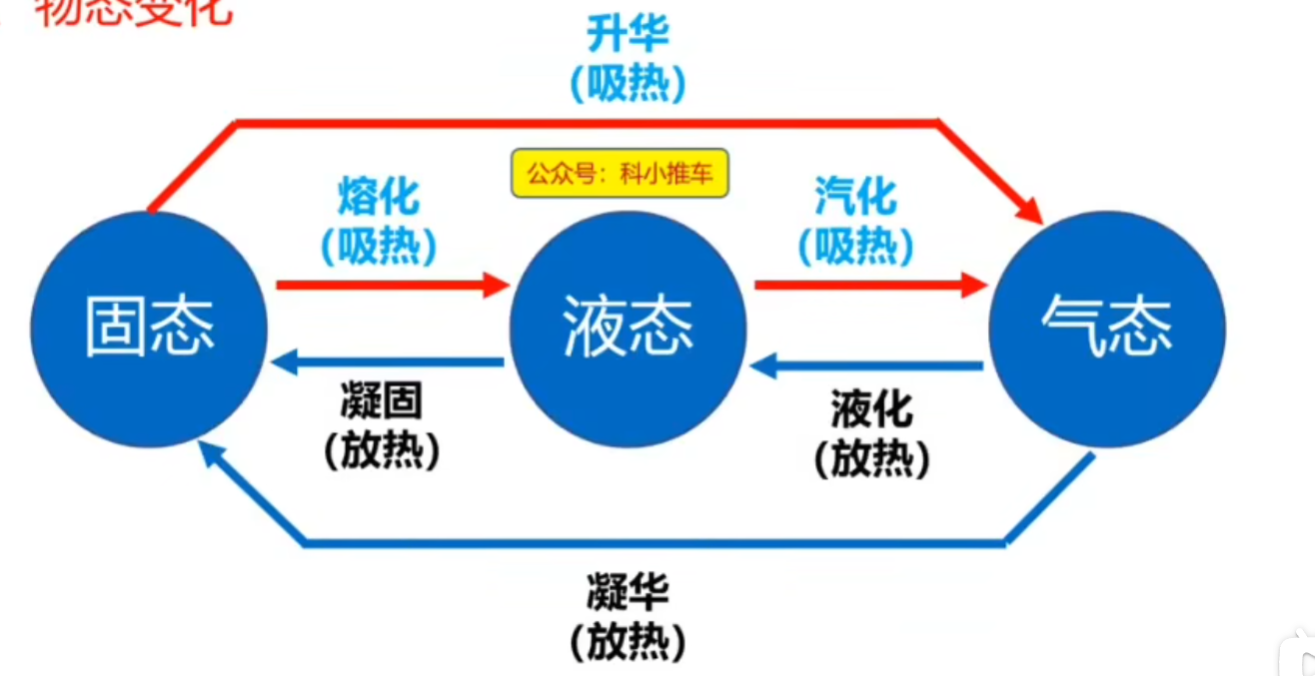 物态变化
升华
(吸热)
公众号：科小推车
熔化
(吸热)
汽化
(吸热)
固态
液态
气态
凝固
(放热)
液化
(放热)
凝华
(放热)